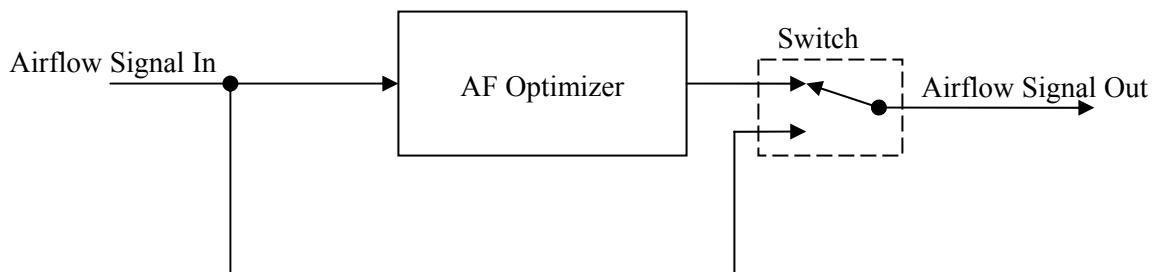 Switch
Airflow Signal In
AF Optimizer
Airflow Signal Out